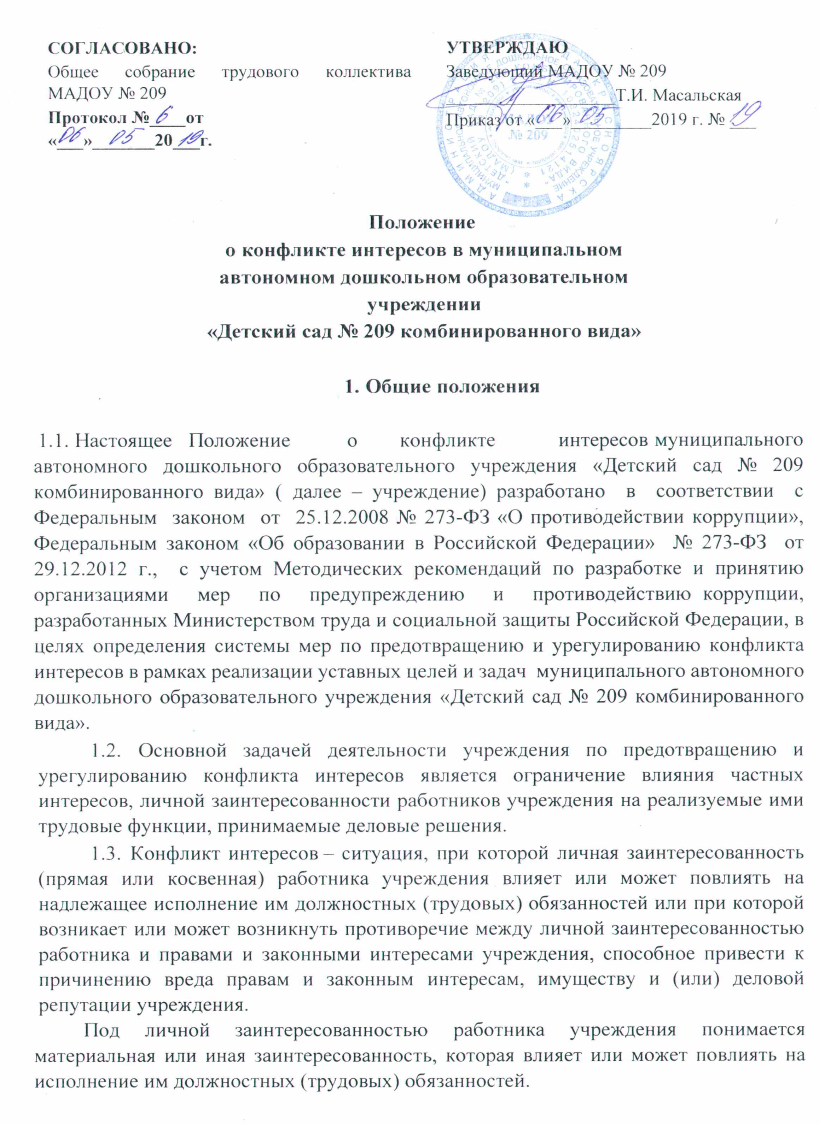 СОГЛАСОВАНО:
Общее собрание трудового коллектива
МАДОУ № 209
Протокол № 6 от
«06» 05 2019 г.
УТВЕРЖДАЮ
Заведующий МАДОУ № 209
Т.И. Масальская
Приказ от «06» 05 2019 г. № 19
№ 209
Положение
о конфликте интересов в муниципальном
автономном дошкольном образовательном
учреждении
«Детский сад № 209 комбинированного вида»
1. Общие положения
1.1. Настоящее Положение о конфликте интересов муниципального
автономного дошкольного образовательного учреждения «Детский сад № 209
комбинированного вида» ( далее – учреждение) разработано в соответствии с
Федеральным законом от 25.12.2008 № 273-ФЗ «О противодействии коррупции»,
Федеральным законом «Об образовании в Российской Федерации» № 273-ФЗ от
29.12.2012 г., с учетом Методических рекомендаций по разработке и принятию
организациями мер по предупреждению и противодействию коррупции,
разработанных Министерством труда и социальной защиты Российской Федерации, в
целях определения системы мер по предотвращению и урегулированию конфликта
интересов в рамках реализации уставных целей и задач муниципального автономного
дошкольного образовательного учреждения «Детский сад № 209 комбинированного
вида».
1.2. Основной задачей деятельности учреждения по предотвращению и
урегулированию конфликта интересов является ограничение влияния частных
интересов, личной заинтересованности работников учреждения на реализуемые ими
трудовые функции, принимаемые деловые решения.
1.3. Конфликт интересов – ситуация, при которой личная заинтересованность
(прямая или косвенная) работника учреждения влияет или может повлиять на
надлежащее исполнение им должностных (трудовых) обязанностей или при которой
возникает или может возникнуть противоречие между личной заинтересованностью
работника и правами и законными интересами учреждения, способное привести к
причинению вреда правам и законным интересам, имуществу и (или) деловой
репутации учреждения.
Под личной заинтересованностью работника учреждения понимается
материальная или иная заинтересованность, которая влияет или может повлиять на
исполнение им должностных (трудовых) обязанностей.